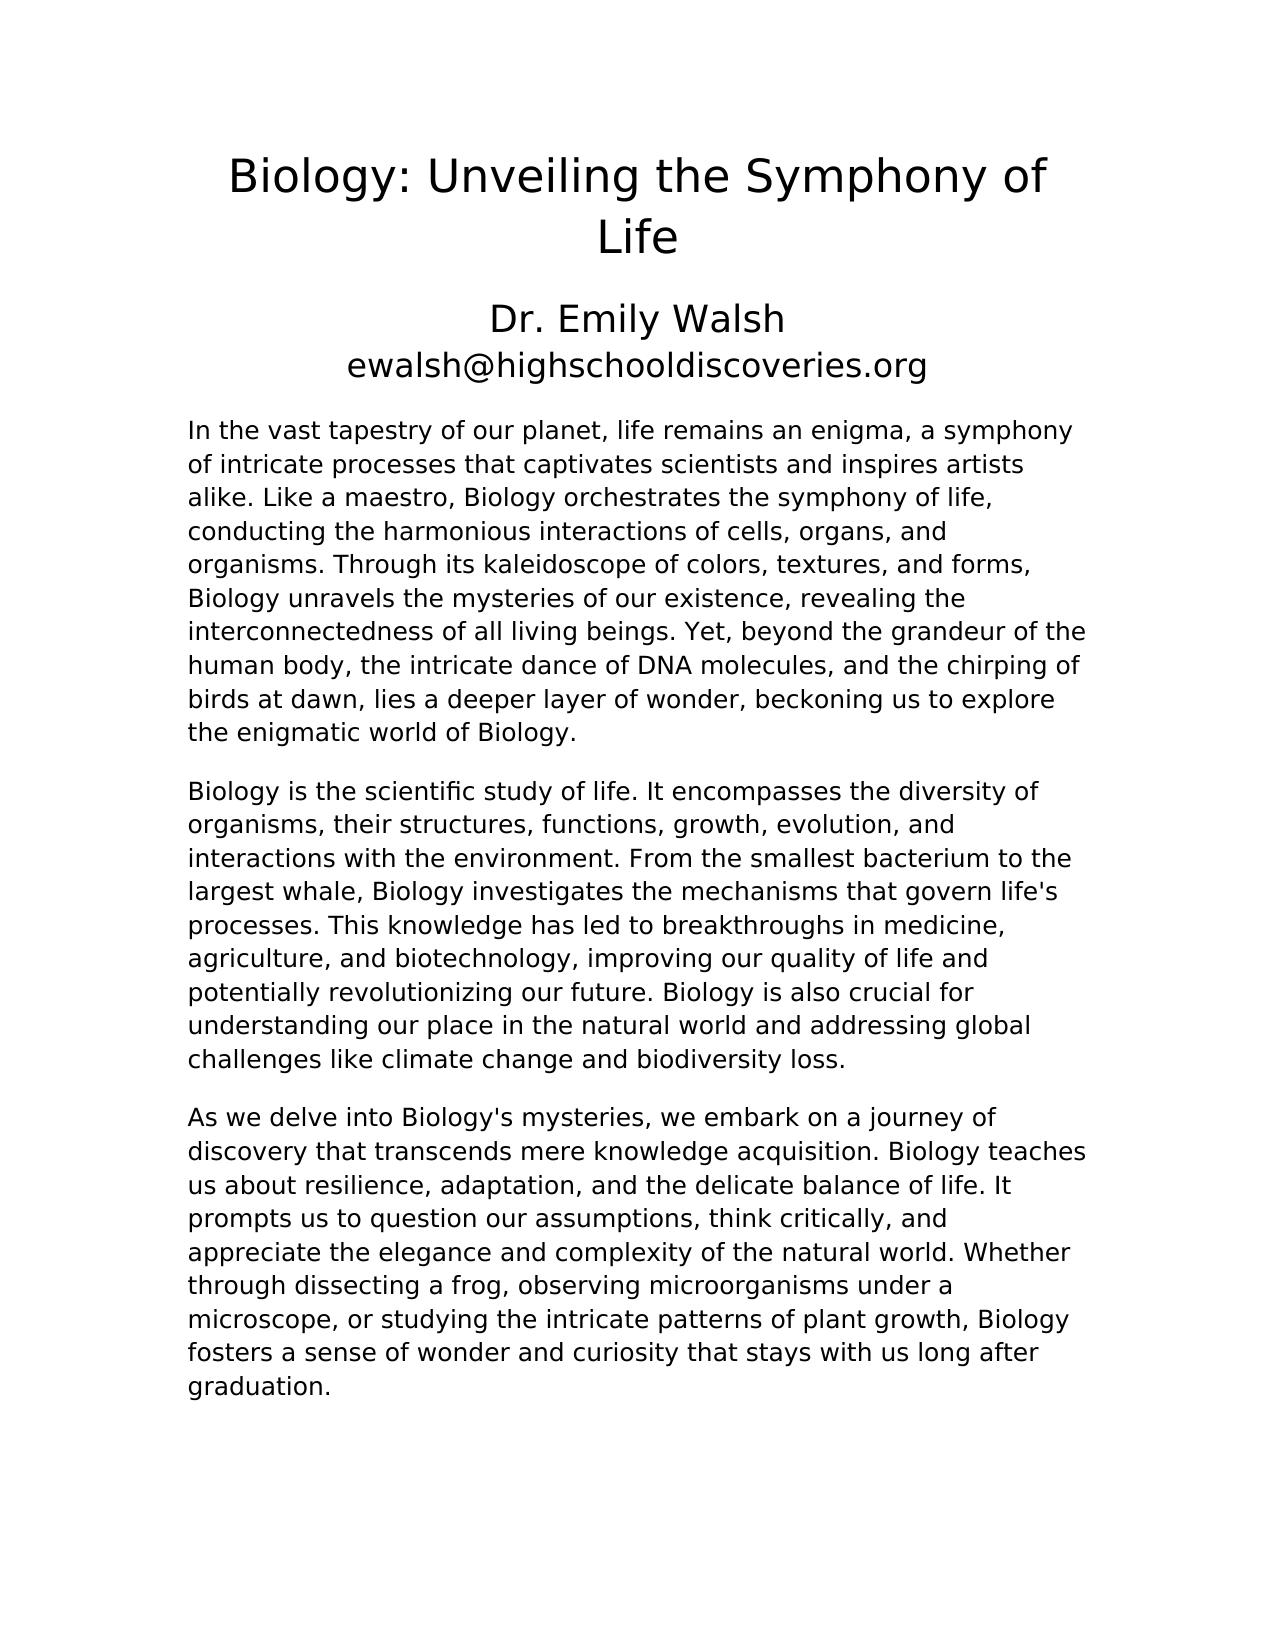 Biology: Unveiling the Symphony of
Life
Dr. Emily Walsh
ewalsh@highschooldiscoveries.org
In the vast tapestry of our planet, life remains an enigma, a symphony
of intricate processes that captivates scientists and inspires artists
alike. Like a maestro, Biology orchestrates the symphony of life,
conducting the harmonious interactions of cells, organs, and
organisms. Through its kaleidoscope of colors, textures, and forms,
Biology unravels the mysteries of our existence, revealing the
interconnectedness of all living beings. Yet, beyond the grandeur of the
human body, the intricate dance of DNA molecules, and the chirping of
birds at dawn, lies a deeper layer of wonder, beckoning us to explore
the enigmatic world of Biology.
Biology is the scientific study of life. It encompasses the diversity of
organisms, their structures, functions, growth, evolution, and
interactions with the environment. From the smallest bacterium to the
largest whale, Biology investigates the mechanisms that govern life's
processes. This knowledge has led to breakthroughs in medicine,
agriculture, and biotechnology, improving our quality of life and
potentially revolutionizing our future. Biology is also crucial for
understanding our place in the natural world and addressing global
challenges like climate change and biodiversity loss.
As we delve into Biology's mysteries, we embark on a journey of
discovery that transcends mere knowledge acquisition. Biology teaches
us about resilience, adaptation, and the delicate balance of life. It
prompts us to question our assumptions, think critically, and
appreciate the elegance and complexity of the natural world. Whether
through dissecting a frog, observing microorganisms under a
microscope, or studying the intricate patterns of plant growth, Biology
fosters a sense of wonder and curiosity that stays with us long after
graduation.